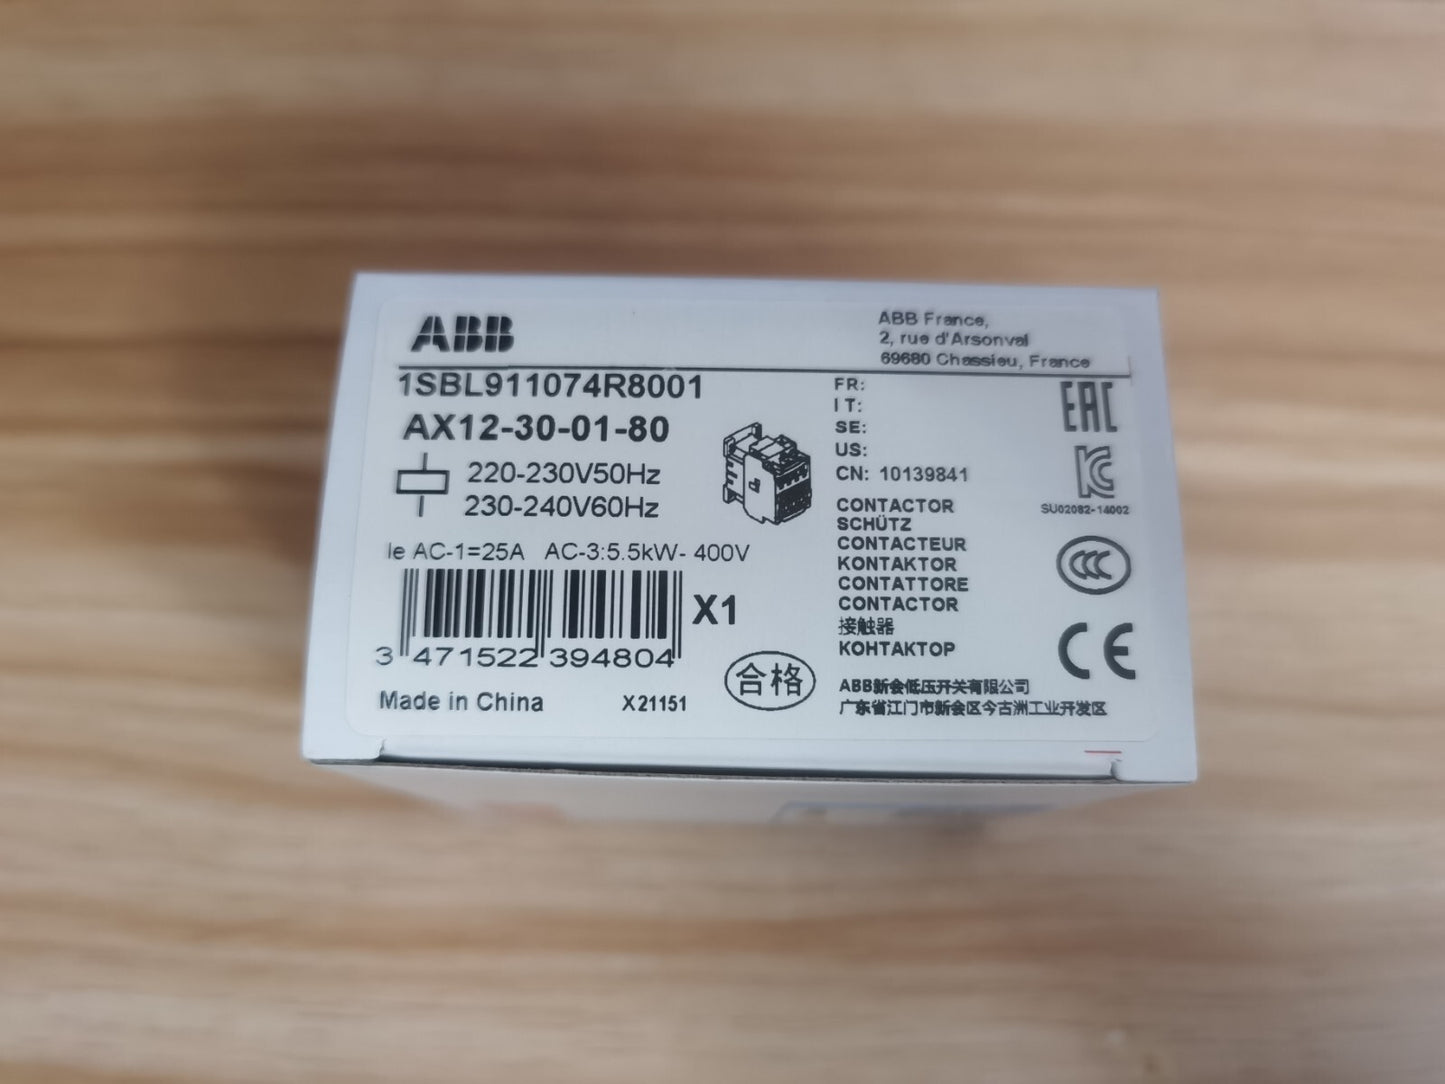 ABB
ABB France,
2, rue d'Arsonval
69680 Chassieu, France
1SBL911074R8001
AX12-30-01-80
220-230V50Hz
230-240V60Hz
Ie AC-1=25A AC-3:5.5kW- 400V
X1
3 471522 394804
Made in China
X21151
合格
FR:
IT:
SE:
US:
CN: 10139841
CONTACTOR
SCHÜTZ
CONTACTEUR
KONTAKTOR
CONTATTORE
CONTACTOR
接触器
КОНТАКТОР
ABB新会低压开关有限公司
广东省江门市新会区今古洲工业开发区
EAC
KC
SU02082-14002
CCC
CE